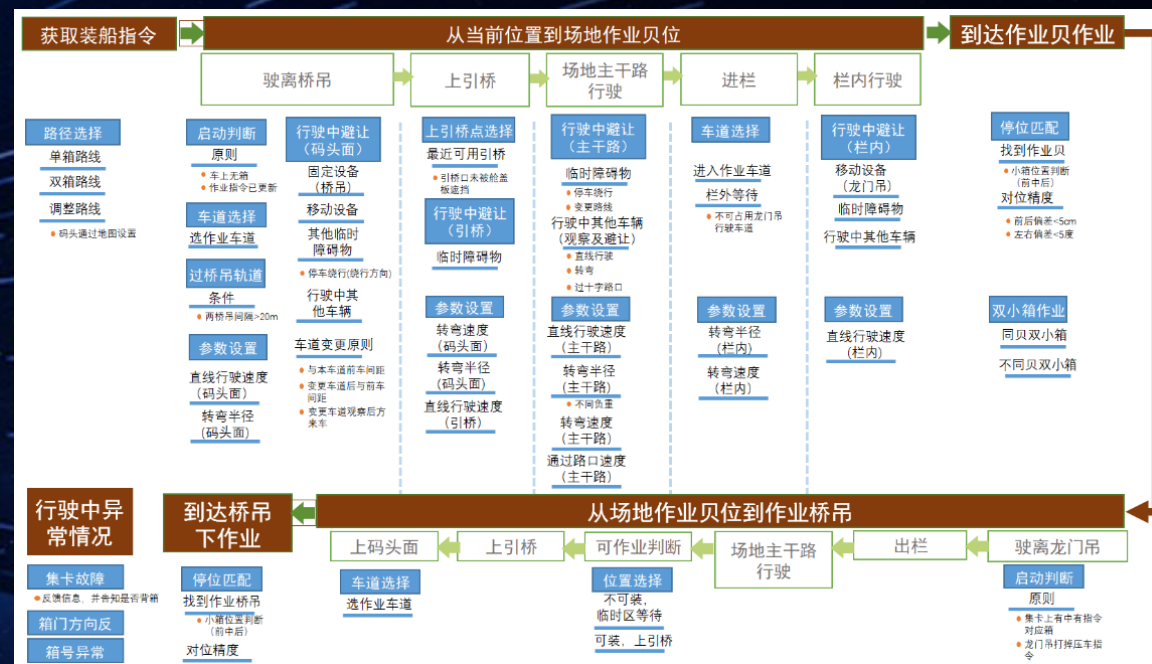 获取装船指令
从当前位置到场地作业贝位
到达作业贝作业
驶离桥吊
上引桥
场地主干路
行驶
进栏
栏内行驶
路径选择
单箱路线
双箱路线
调整路线
码头通过地图设置
启动判断
原则
车上无箱
作业指令已更新
车道选择
选作业车道
过桥吊轨道
条件
两桥吊间隔>20m
参数设置
直线行驶速度
(码头面)
转弯半径
(码头面)
行驶中避让
(码头面)
固定设备
(桥吊)
移动设备
其他临时
障碍物
停车绕行(绕行方向)
行驶中其
他车辆
车道变更原则
与本车道前车间距
变更车道后与前车
间距
变更车道观察后方
来车
上引桥点选择
最近可用引桥
引桥口未被舱盖
板遮挡
行驶中避让
(引桥)
临时障碍物
参数设置
转弯速度
(码头面)
转弯半径
(码头面)
直线行驶速度
(引桥)
行驶中避让
(主干路)
临时障碍物
停车绕行
变更路线
行驶中其他车辆
(观察及避让)
直线行驶
转弯
过十字路口
参数设置
直线行驶速度
(主干路)
转弯半径
(主干路)
不同负重
转弯速度
(主干路)
通过路口速度
(主干路)
车道选择
进入作业车道
栏外等待
不可占用龙门吊
行驶车道
参数设置
转弯半径
(栏内)
转弯速度
(栏内)
行驶中避让
(栏内)
移动设备
(龙门吊)
临时障碍物
行驶中其他车辆
参数设置
直线行驶速度
(栏内)
停位匹配
找到作业贝
小箱位置判断
(前中后)
对位精度
前后偏差<5cm
左右偏差<5度
双小箱作业
同贝双小箱
不同贝双小箱
行驶中异
常情况
集卡故障
反馈信息，并告知是否背箱
箱门方向反
箱号异常
到达桥吊
下作业
停位匹配
找到作业桥吊
小箱位置判断
(前中后)
对位精度
从场地作业贝位到作业桥吊
上码头面
上引桥
可作业判断
场地主干路
行驶
出栏
驶离龙门吊
车道选择
选作业车道
位置选择
不可装，
临时区等待
可装，上引桥
启动判断
原则
集卡上有中有指令
对应箱
龙门吊打掉压车指
令